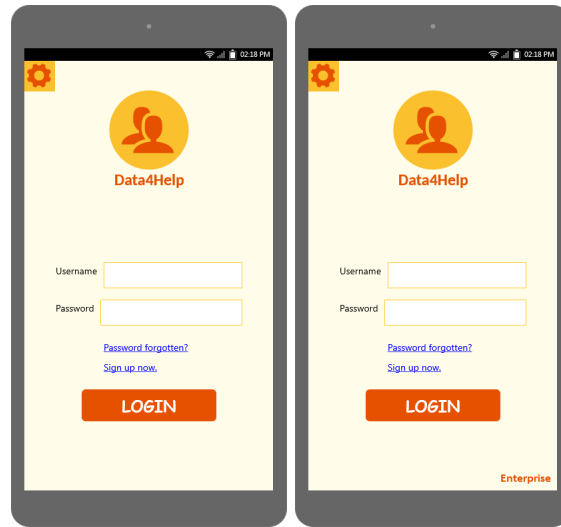 02:18 PM
Data4Help
Username
Password
Password forgotten?
Sign up now.
LOGIN
02:18 PM
Data4Help
Username
Password
Password forgotten?
Sign up now.
LOGIN
Enterprise